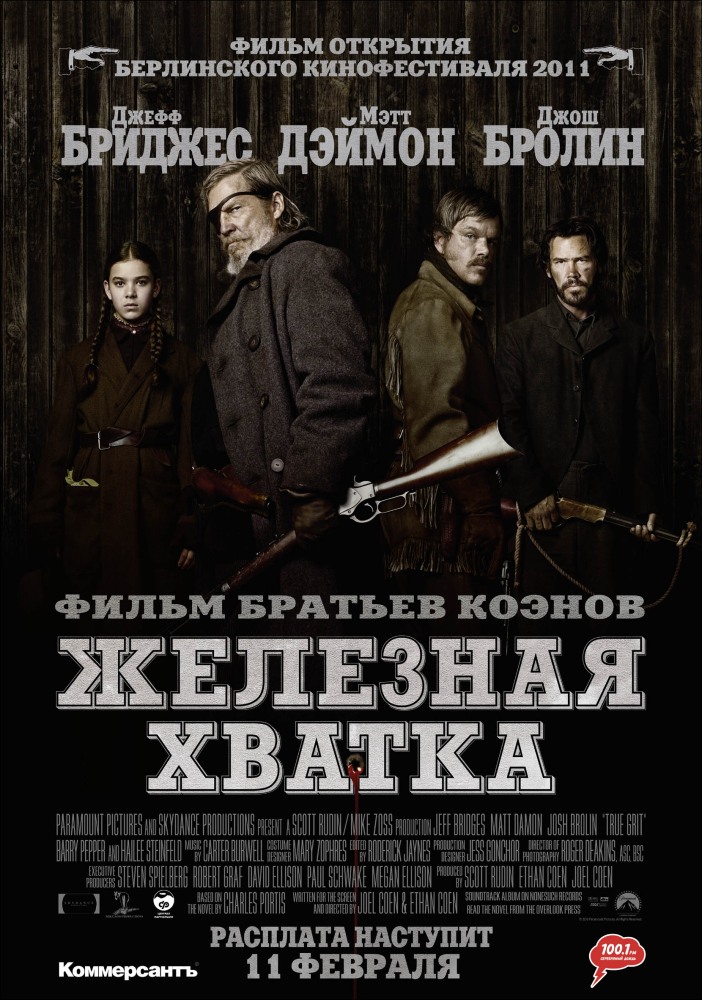 ФИЛЬМ ОТКРЫТИЯ
БЕРЛИНСКОГО КИНОФЕСТИВАЛЯ 2011
ДЖЕФФ БРИДЖЕС
МЭТТ ДЭЙМОН
ДЖОШ БРОЛИН
ФИЛЬМ БРАТЬЕВ КОЭНОВ
ЖЕЛЕЗНАЯ
ХВАТКА
PARAMOUNT PICTURES AND SKYDANCE PRODUCTIONS PRESENT A SCOTT RUDIN / MIKE ZOSS PRODUCTION JEFF BRIDGES MATT DAMON JOSH BROLIN "TRUE GRIT"
BARRY PEPPER AND HAILEE STEINFELD MUSIC BY CARTER BURWELL COSTUME DESIGNER MARY ZOPHRES EDITED BY RODERICK JAYNES PRODUCTION DESIGNER JESS GONCHOR DIRECTOR OF PHOTOGRAPHY ROGER DEAKINS, ASC, BSC
EXECUTIVE PRODUCERS STEVEN SPIELBERG ROBERT GRAF DAVID ELLISON PAUL SCHWAKE MEGAN ELLISON PRODUCED BY SCOTT RUDIN ETHAN COEN JOEL COEN
BASED ON THE NOVEL BY CHARLES PORTIS WRITTEN FOR THE SCREEN AND DIRECTED BY JOEL COEN & ETHAN COEN SOUNDTRACK ALBUM ON NONESUCH RECORDS
READ THE NOVEL FROM THE OVERLOOK PRESS
РАСПЛАТА НАСТУПИТ
11 ФЕВРАЛЯ
Коммерсантъ
100.1 FM
СЕРЕБРЯНЫЙ ДОЖДЬ